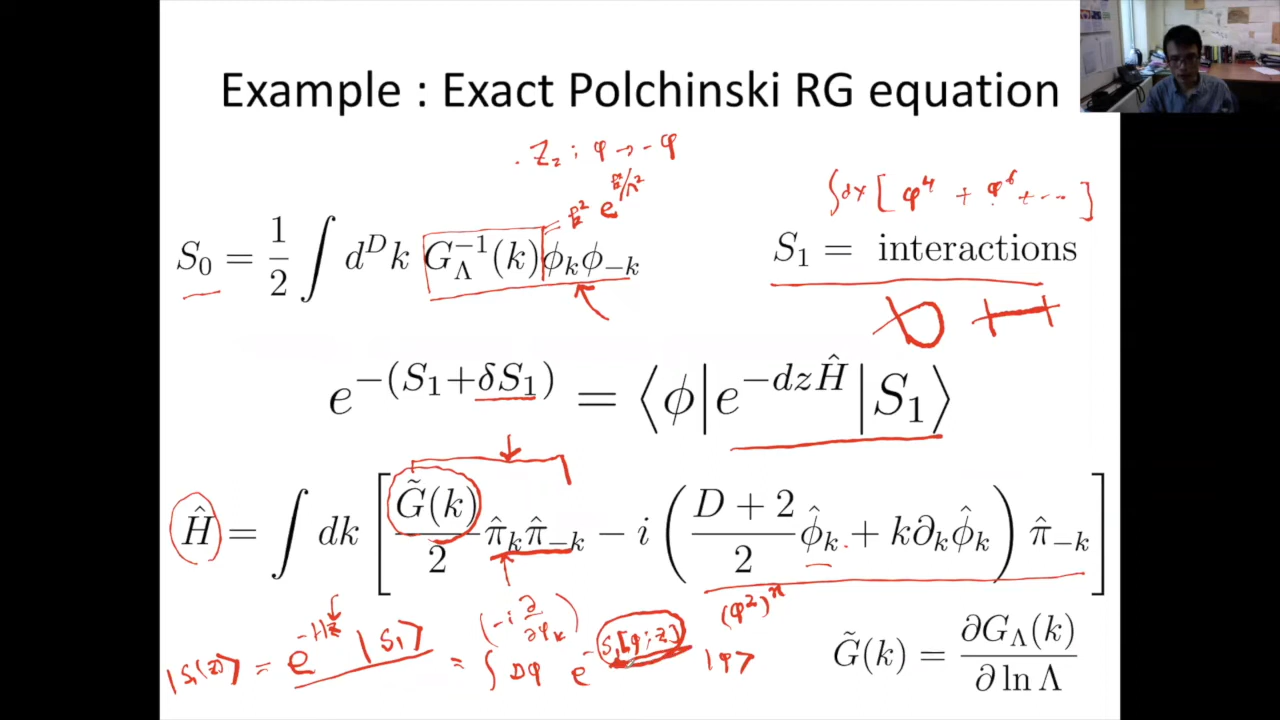 Example : Exact Polchinski RG equation
. Z₂ : φ → -φ
k² e^{k²/Λ²}
∫dx [ φ⁴ + φ⁶ + ... ]
S₀ = 1/2 ∫ d^D k G_Λ^{-1}(k) ϕ_k ϕ_{-k}
S₁ = interactions
e^{-(S₁+δS₁)} = ⟨ϕ| e^{-dzĤ} |S₁⟩
Ĥ = ∫ dk [ G̃(k)/2 π̂_k π̂_{-k} − i ( (D + 2)/2 ϕ̂_k + k∂_k ϕ̂_k ) π̂_{-k} ]
(-i ∂/∂φ_k)
(φ²)ⁿ
|S₁(z)⟩ = e^{-Hz} |S₁⟩ = ∫ Dφ e^{-S₁[φ;z]} |φ⟩
G̃(k) = ∂G_Λ(k)/∂ ln Λ